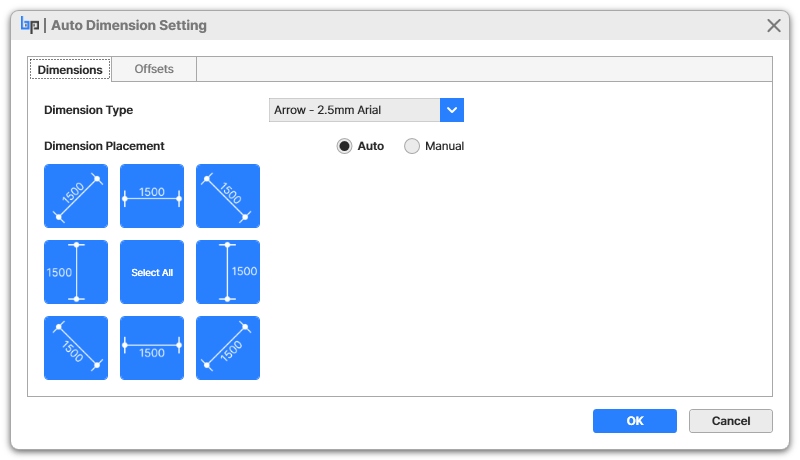 bp | Auto Dimension Setting
Dimensions Offsets
Dimension Type Arrow - 2.5mm Arial
Dimension Placement Auto Manual
1500 1500 1500
1500 Select All 1500
1500 1500 1500
OK Cancel